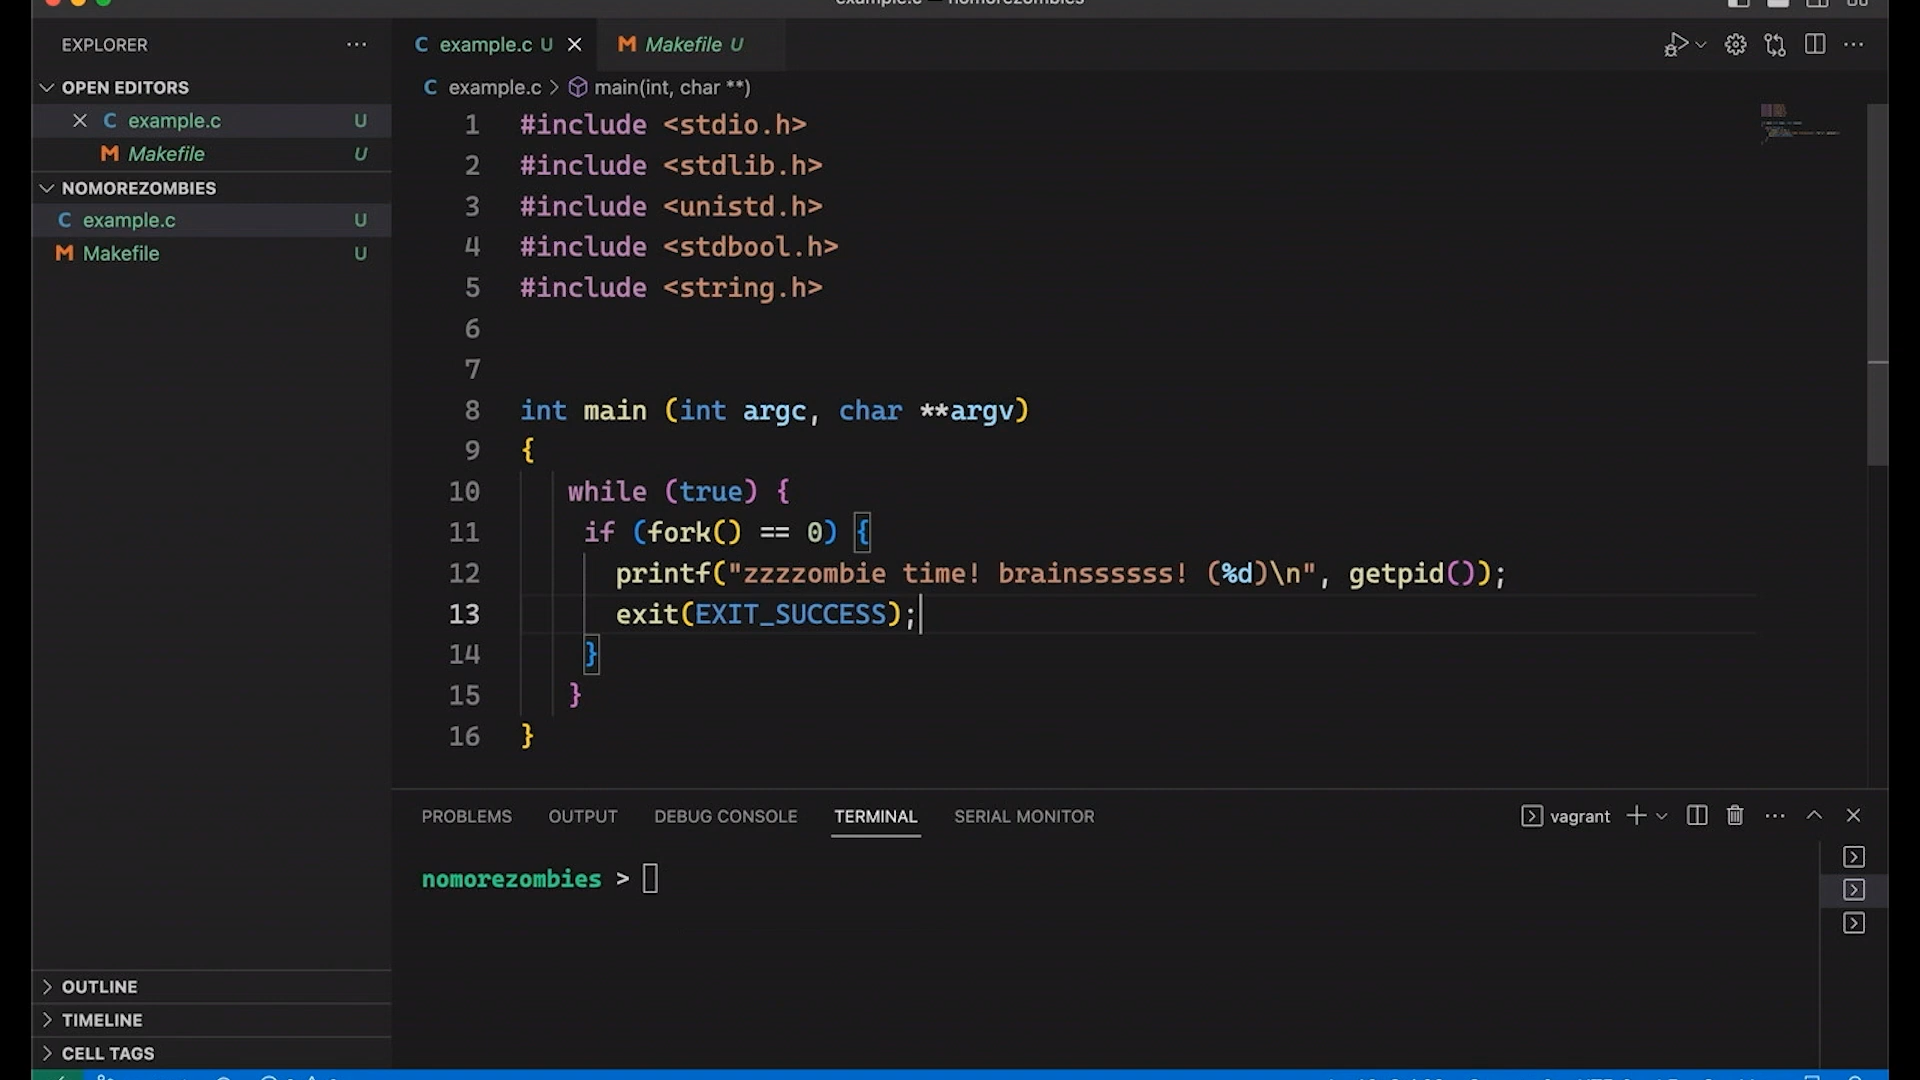 EXPLORER
OPEN EDITORS
example.c U
Makefile U
NOMOREZOMBIES
C example.c U
Makefile U
OUTLINE
TIMELINE
CELL TAGS
C example.c U
M Makefile U
C example.c > main(int, char **)
1 #include <stdio.h>
2 #include <stdlib.h>
3 #include <unistd.h>
4 #include <stdbool.h>
5 #include <string.h>
6
7
8 int main (int argc, char **argv)
9 {
10 while (true) {
11 if (fork() == 0) {
12 printf("zzzzombie time! brainssssss! (%d)\n", getpid());
13 exit(EXIT_SUCCESS);
14 }
15 }
16 }
PROBLEMS OUTPUT DEBUG CONSOLE TERMINAL SERIAL MONITOR vagrant
nomorezombies >